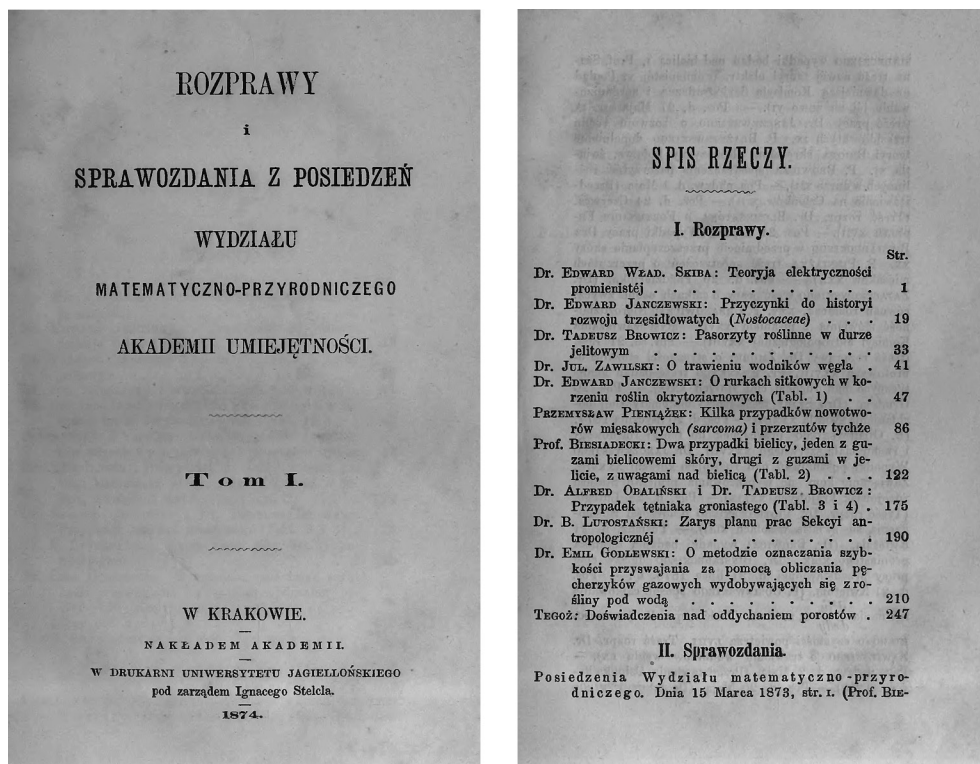 ROZPRAWY
i
SPRAWOZDANIA Z POSIEDZEŃ
WYDZIAŁU
MATEMATYCZNO-PRZYRODNICZEGO
AKADEMII UMIEJĘTNOŚCI.
Tom I.
W KRAKOWIE.
NAKŁADEM AKADEMII.
W DRUKARNI UNIWERSYTETU JAGIELLOŃSKIEGO
pod zarządem Ignacego Stelcla.
1874.
SPIS RZECZY.
I. Rozprawy.
Str.
Dr. EDWARD WŁAD. SKIBA: Teoryja elektryczności
promienistéj . . . . . . . . . . . . 1
Dr. EDWARD JANCZEWSKI: Przyczynki do historyi
rozwoju trzęsidłowatych (Nostocaceae) . . . 19
Dr. TADEUSZ BROWICZ: Pasorzyty roślinne w durze
jelitowym . . . . . . . . . . . . 33
Dr. JUL. ZAWILSKI: O trawieniu wodników węgla . 41
Dr. EDWARD JANCZEWSKI: O rurkach sitkowych w ko-
rzeniu roślin okrytoziarnowych (Tabl. 1) . . 47
PRZEMYSŁAW PIENIĄŻEK: Kilka przypadków nowotwo-
rów mięsakowych (sarcoma) i przerzutów tychże 86
Prof. BIESIADECKI: Dwa przypadki bielicy, jeden z gu-
zami bielicowemi skóry, drugi z guzami w je-
licie, z uwagami nad bielicą (Tabl. 2) . . . 122
Dr. ALFRED OBALIŃSKI i Dr. TADEUSZ BROWICZ:
Przypadek tętniaka groniastego (Tabl. 3 i 4) . 175
Dr. B. LUTOSTAŃSKI: Zarys planu prac Sekcyi an-
tropologicznéj . . . . . . . . . . . 190
Dr. EMIL GODLEWSKI: O metodzie oznaczania szyb-
kości przyswajania za pomocą obliczania pę-
cherzyków gazowych wydobywających się z ro-
śliny pod wodą . . . . . . . . . . 210
TEGOŻ: Doświadczenia nad oddychaniem porostów . 247
II. Sprawozdania.
Posiedzenia Wydziału matematyczno-przyro-
dniczego. Dnia 15 Marca 1873, str. I. (Prof. BIE-